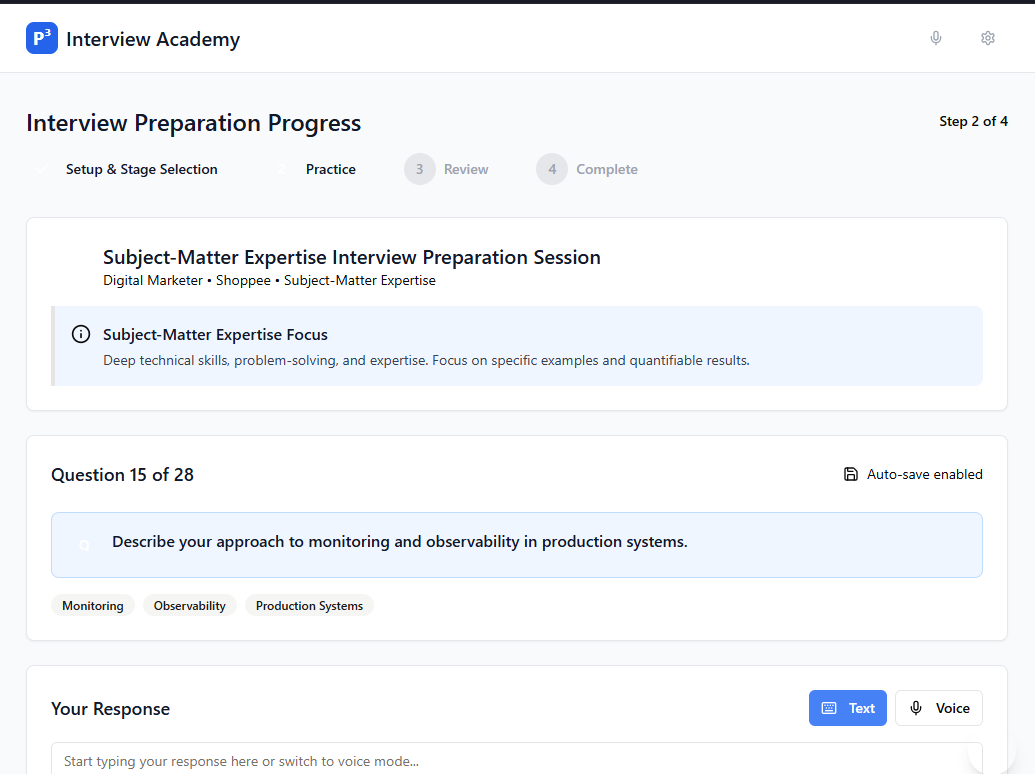 P³ Interview Academy
Interview Preparation Progress
Step 2 of 4
Setup & Stage Selection
2 Practice
3 Review
4 Complete
Subject-Matter Expertise Interview Preparation Session
Digital Marketer • Shoppee • Subject-Matter Expertise
Subject-Matter Expertise Focus
Deep technical skills, problem-solving, and expertise. Focus on specific examples and quantifiable results.
Question 15 of 28
Auto-save enabled
Q Describe your approach to monitoring and observability in production systems.
Monitoring Observability Production Systems
Your Response
Text Voice
Start typing your response here or switch to voice mode...